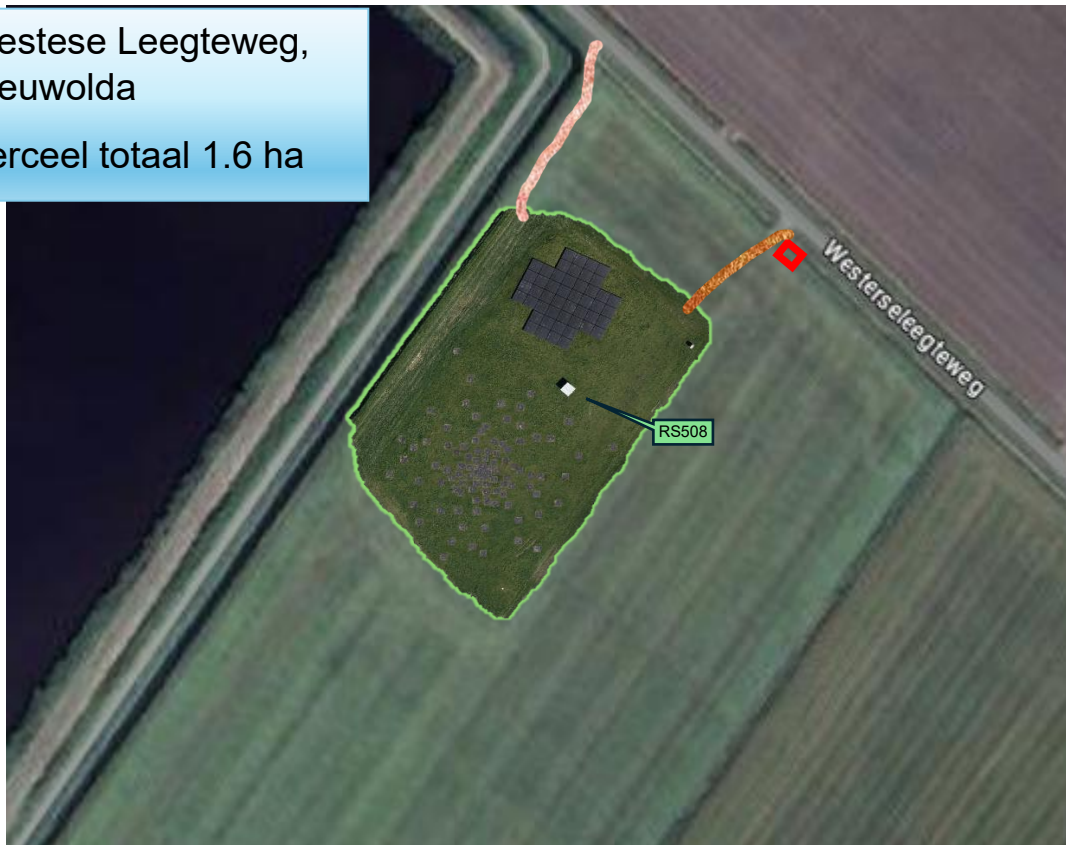 estese Leegteweg,
euwolda
erceel totaal 1.6 ha
Westerseleegteweg
RS508